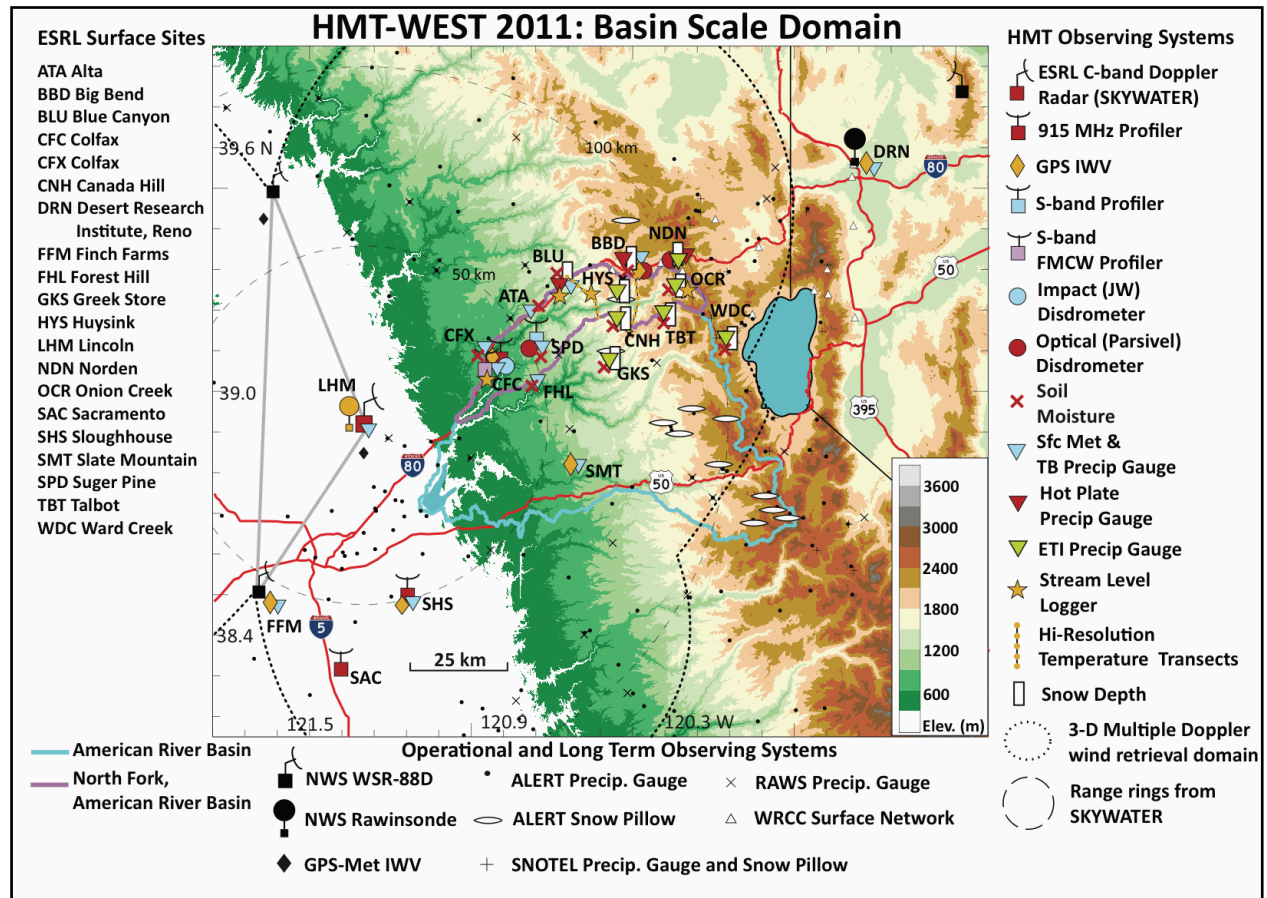 HMT-WEST 2011: Basin Scale Domain
ESRL Surface Sites
ATA Alta
BBD Big Bend
BLU Blue Canyon
CFC Colfax
CFX Colfax
CNH Canada Hill
DRN Desert Research
Institute, Reno
FFM Finch Farms
FHL Forest Hill
GKS Greek Store
HYS Huysink
LHM Lincoln
NDN Norden
OCR Onion Creek
SAC Sacramento
SHS Sloughhouse
SMT Slate Mountain
SPD Suger Pine
TBT Talbot
WDC Ward Creek
39.6 N
100 km
DRN
80
NDN
BBD
BLU
50 km
HYS
OCR
US
50
ATA
WDC
CFX
CNH
TBT
SPD
GKS
LHM
CFC
FHL
39.0
US
395
80
SMT
US
50
3600
3000
2400
1800
1200
600
Elev. (m)
SHS
FFM
38.4
5
25 km
SAC
121.5
120.9
120.3 W
HMT Observing Systems
ESRL C-band Doppler
Radar (SKYWATER)
915 MHz Profiler
GPS IWV
S-band Profiler
S-band
FMCW Profiler
Impact (JW)
Disdrometer
Optical (Parsivel)
Disdrometer
Soil
Moisture
Sfc Met &
TB Precip Gauge
Hot Plate
Precip Gauge
ETI Precip Gauge
Stream Level
Logger
Hi-Resolution
Temperature Transects
Snow Depth
3-D Multiple Doppler
wind retrieval domain
Range rings from
SKYWATER
American River Basin
North Fork,
American River Basin
Operational and Long Term Observing Systems
NWS WSR-88D
ALERT Precip. Gauge
RAWS Precip. Gauge
NWS Rawinsonde
ALERT Snow Pillow
WRCC Surface Network
GPS-Met IWV
SNOTEL Precip. Gauge and Snow Pillow